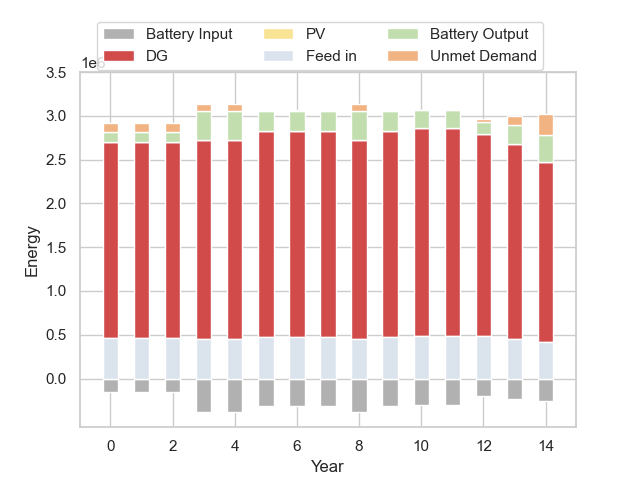 Battery Input PV Battery Output
DG Feed in Unmet Demand
1e6
3.5
3.0
2.5
2.0
1.5
1.0
0.5
0.0
Energy
0 2 4 6 8 10 12 14
Year